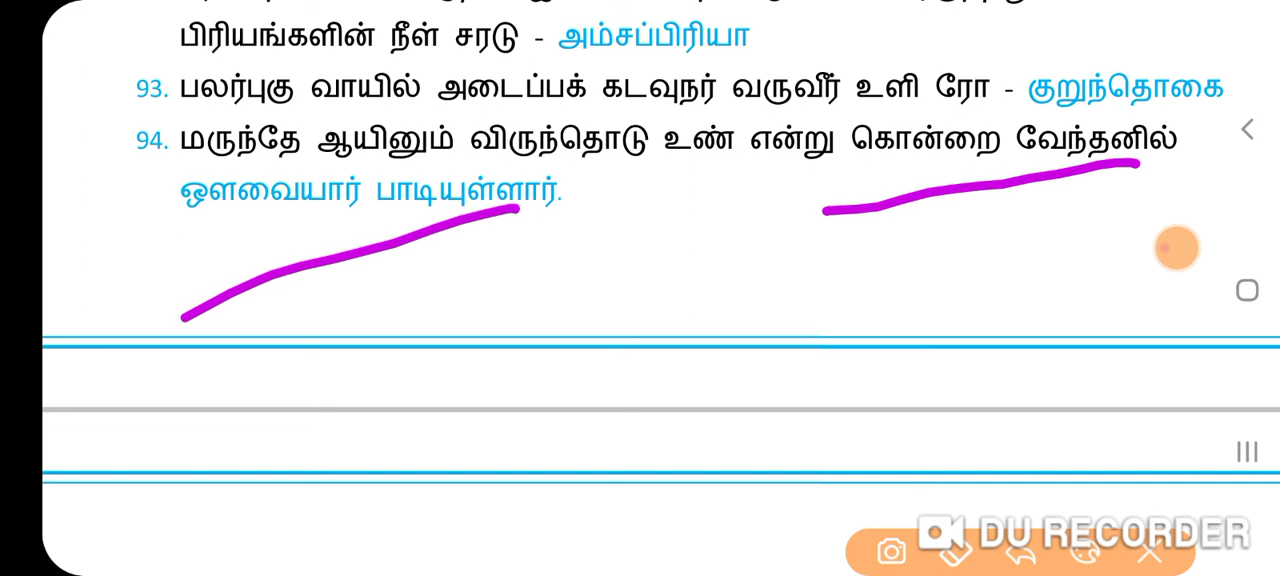 பிரியங்களின் நீள் சரடு - அம்சப்பிரியா
93. பலர்புகு வாயில் அடைப்பக் கடவுநர் வருவீர் உளி ரோ - குறுந்தொகை
94. மருந்தே ஆயினும் விருந்தொடு உண் என்று கொன்றை வேந்தனில்
ஔவையார் பாடியுள்ளார்.
DU RECORDER